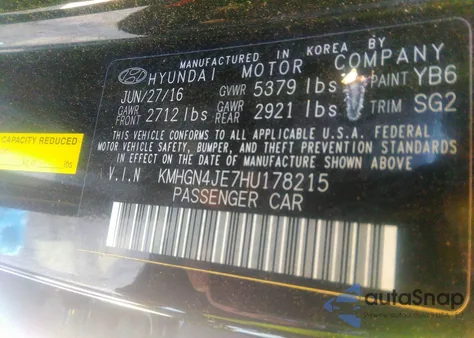 MANUFACTURED IN KOREA BY
HYUNDAI MOTOR COMPANY
JUN/27/16 GVWR 5379 lbs PAINT YB6
GAWR FRONT 2712 lbs GAWR REAR 2921 lbs TRIM SG2
THIS VEHICLE CONFORMS TO ALL APPLICABLE U.S.A. FEDERAL
MOTOR VEHICLE SAFETY, BUMPER, AND THEFT PREVENTION STANDARDS
IN EFFECT ON THE DATE OF MANUFACTURE SHOWN ABOVE.
V.I.N KMHGN4JE7HU178215
PASSENGER CAR
CAPACITY REDUCED
lbs
autoSnap